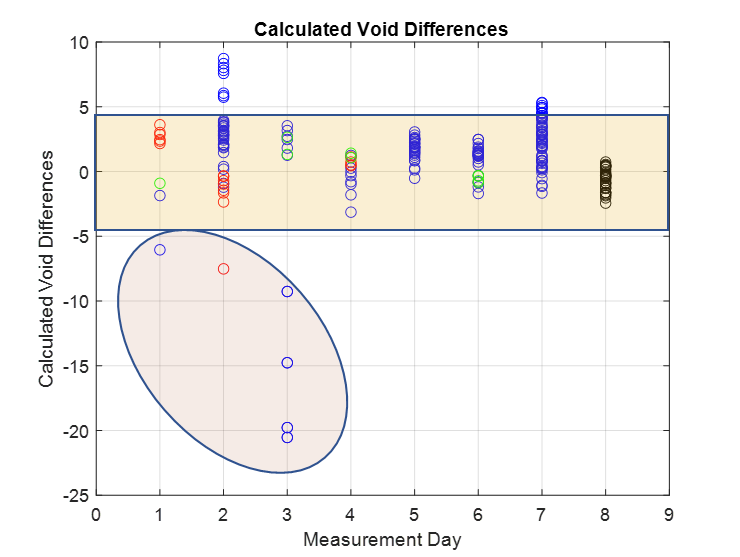 Calculated Void Differences
10
5
0
-5
-10
-15
-20
-25
Calculated Void Differences
0 1 2 3 4 5 6 7 8 9
Measurement Day